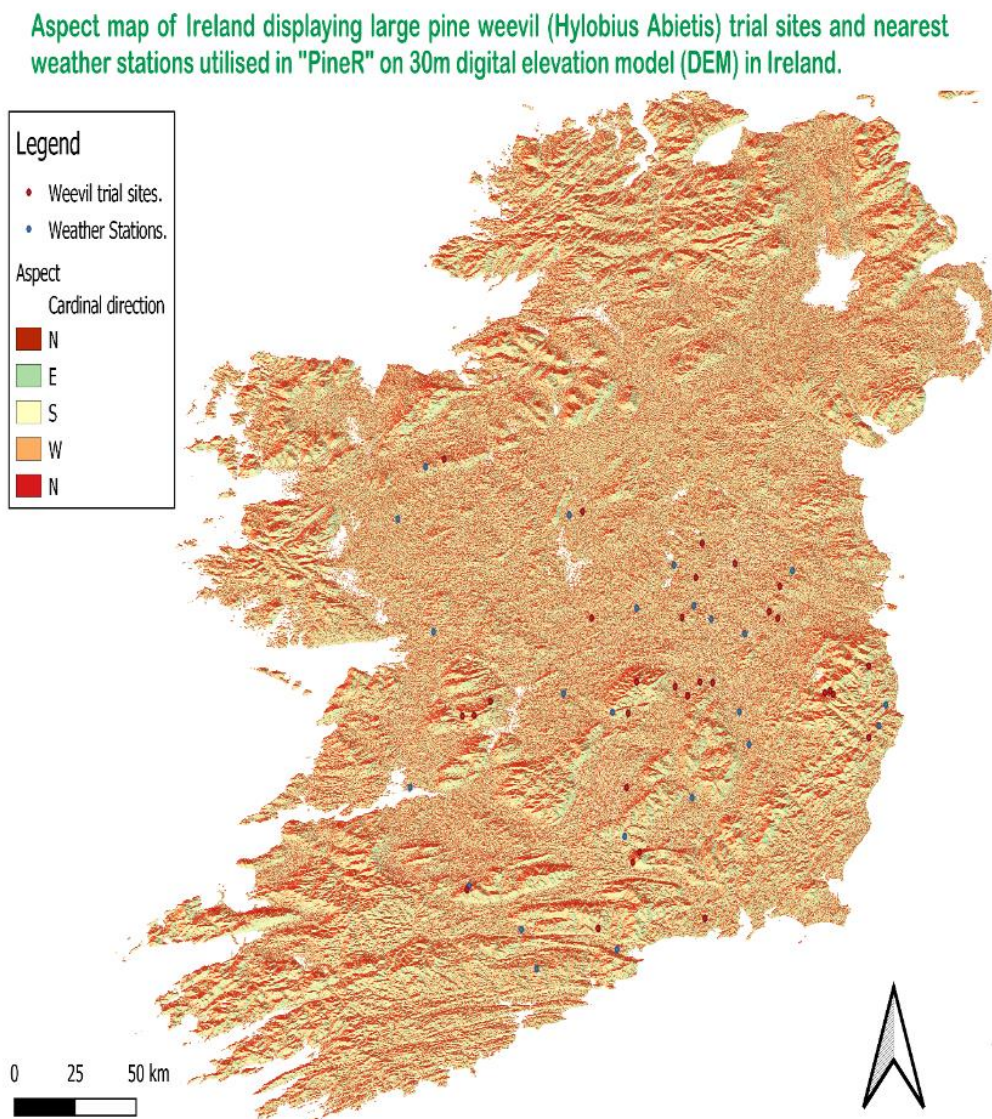 Aspect map of Ireland displaying large pine weevil (Hylobius Abietis) trial sites and nearest
weather stations utilised in "PineR" on 30m digital elevation model (DEM) in Ireland.
Legend
Weevil trial sites.
Weather Stations.
Aspect
Cardinal direction
N
E
S
W
N
0 25 50 km